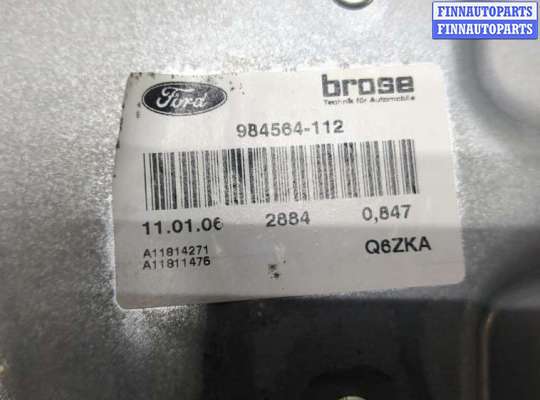 FINNAUTOPARTS
FINNAUTOPARTS
Ford
brose
Technik für Automobile
984564-112
11.01.06 2884 0,847
A11814271
A11811476
Q6ZKA